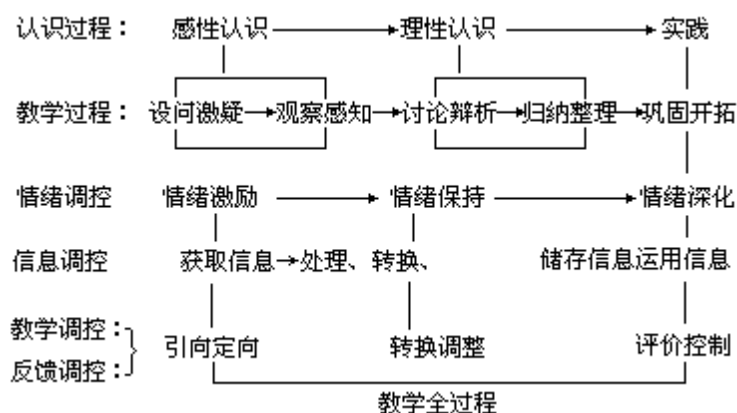 认识过程： 感性认识 理性认识 实践
教学过程： 设问激疑 观察感知 讨论辩析 归纳整理 巩固开拓
情绪调控 情绪激励 情绪保持 情绪深化
信息调控 获取信息 处理、转换、 储存信息运用信息
教学调控：
反馈调控： 引向定向 转换调整 评价控制
教学全过程